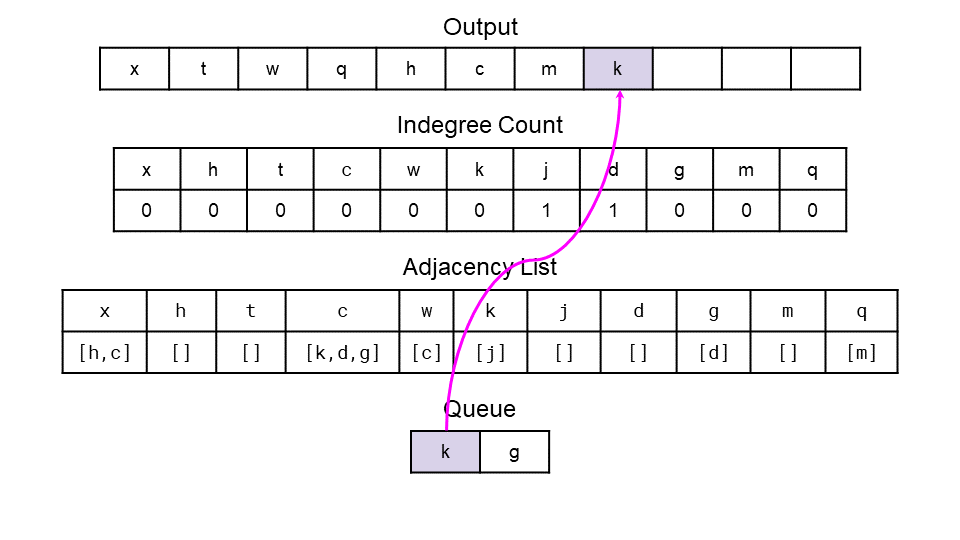 Output
x t w q h c m k
Indegree Count
x h t c w k j d g m q
0 0 0 0 0 0 1 1 0 0 0
Adjacency List
x h t c w k j d g m q
[h,c] [] [] [k,d,g] [c] [j] [] [] [d] [] [m]
Queue
k g